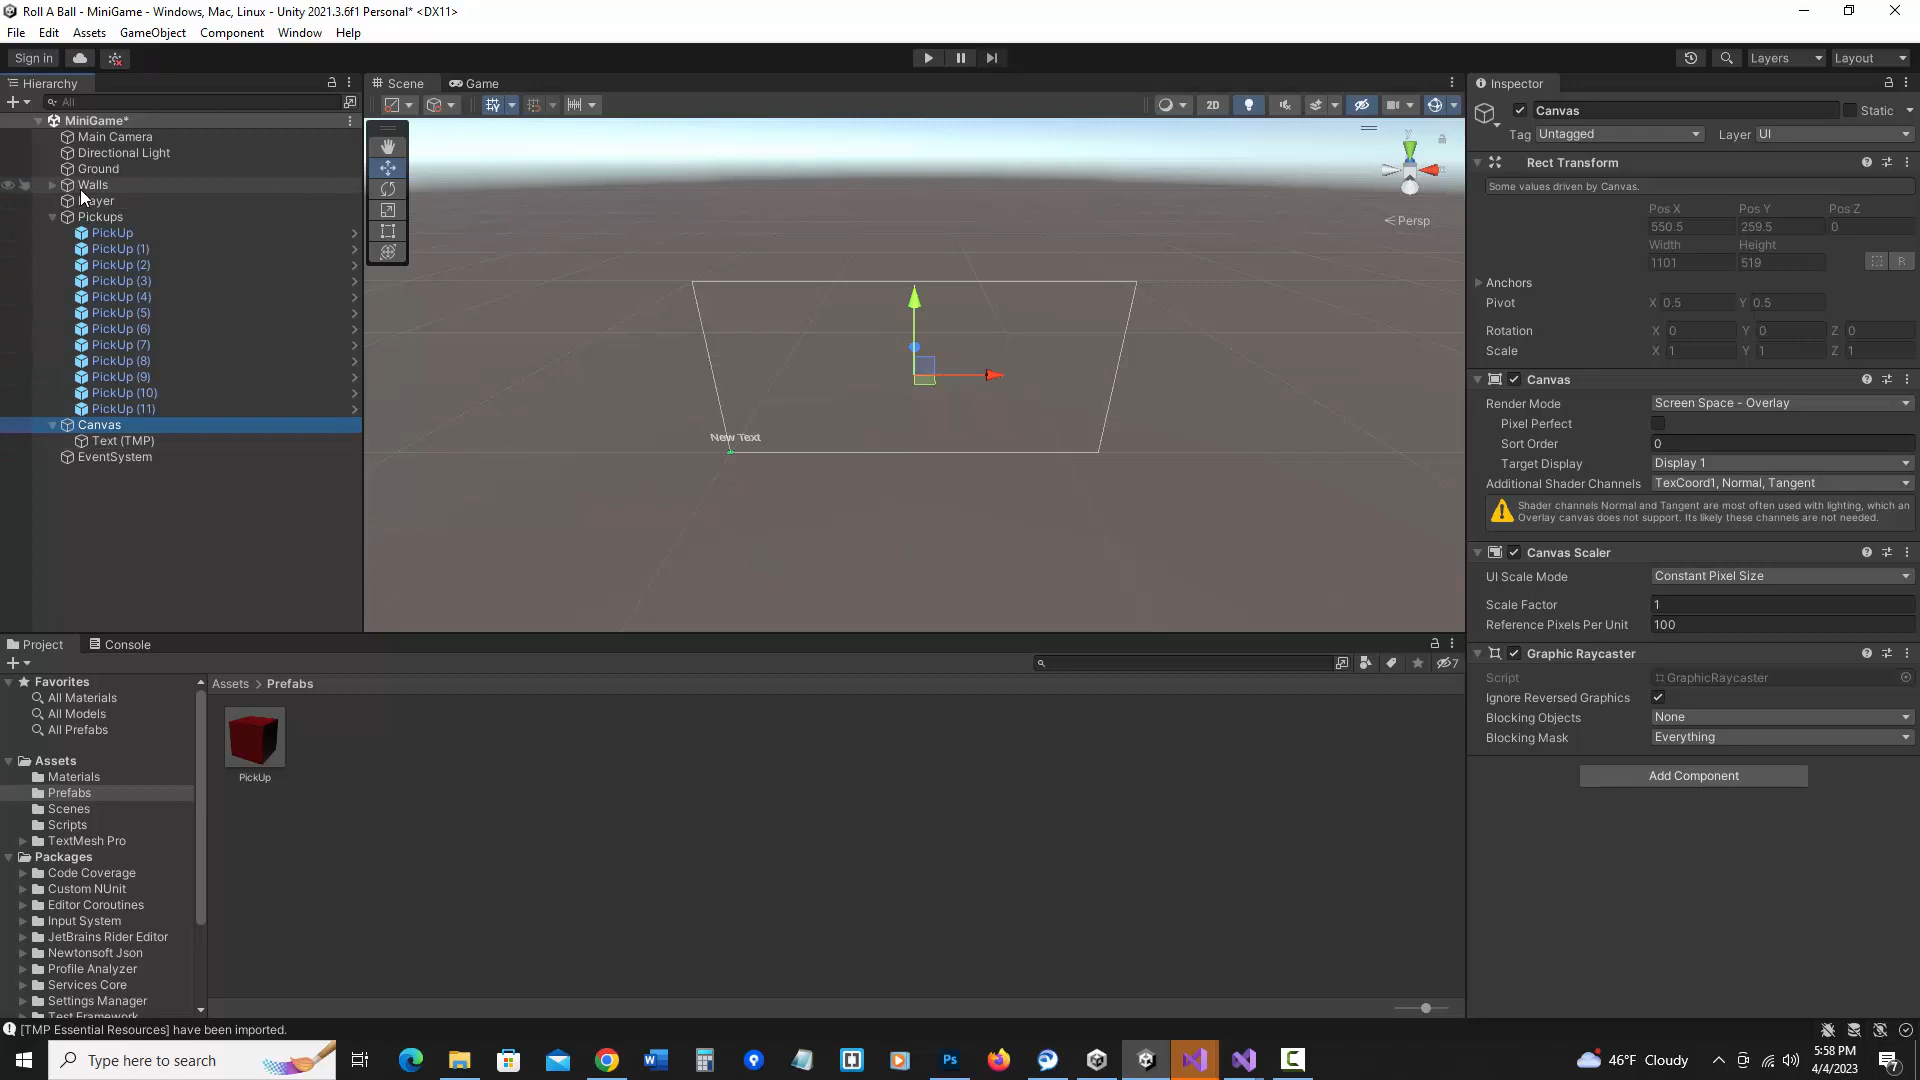 Roll A Ball - MiniGame - Windows, Mac, Linux - Unity 2021.3.6f1 Personal* <DX11>
File Edit Assets GameObject Component Window Help
Sign in
Layers
Layout
Hierarchy
All
MiniGame*
Main Camera
Directional Light
Ground
Walls
Pickups
PickUp
PickUp (1)
PickUp (2)
PickUp (3)
PickUp (4)
PickUp (5)
PickUp (6)
PickUp (7)
PickUp (8)
PickUp (9)
PickUp (10)
PickUp (11)
Canvas
Text (TMP)
EventSystem
Scene
Game
2D
y
Persp
New Text
Inspector
Canvas
Static
Tag Untagged
Layer UI
Rect Transform
Some values driven by Canvas.
Pos X Pos Y Pos Z
550.5 259.5 0
Width Height
1101 519
R
Anchors
Pivot X 0.5 Y 0.5
Rotation X 0 Y 0 Z 0
Scale X 1 Y 1 Z 1
Canvas
Render Mode Screen Space - Overlay
Pixel Perfect
Sort Order 0
Target Display Display 1
Additional Shader Channels TexCoord1, Normal, Tangent
Shader channels Normal and Tangent are most often used with lighting, which an
Overlay canvas does not support. Its likely these channels are not needed.
Canvas Scaler
UI Scale Mode Constant Pixel Size
Scale Factor 1
Reference Pixels Per Unit 100
Graphic Raycaster
Script GraphicRaycaster
Ignore Reversed Graphics
Blocking Objects None
Blocking Mask Everything
Add Component
Project
Console
7
Favorites
All Materials
All Models
All Prefabs
Assets
Materials
Prefabs
Scenes
Scripts
TextMesh Pro
Packages
Code Coverage
Custom NUnit
Editor Coroutines
Input System
JetBrains Rider Editor
Newtonsoft Json
Profile Analyzer
Services Core
Settings Manager
Test Framework
Assets > Prefabs
PickUp
[TMP Essential Resources] have been imported.
Type here to search
Ps
46°F Cloudy
5:58 PM
4/4/2023
7